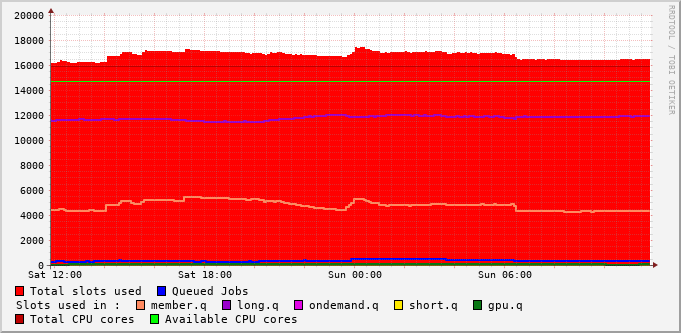 20000
18000
16000
14000
12000
10000
8000
6000
4000
2000
0
Sat 12:00 Sat 18:00 Sun 00:00 Sun 06:00
Total slots used Queued Jobs
Slots used in : member.q long.q ondemand.q short.q gpu.q
Total CPU cores Available CPU cores
RRDTOOL / TOBI OETIKER